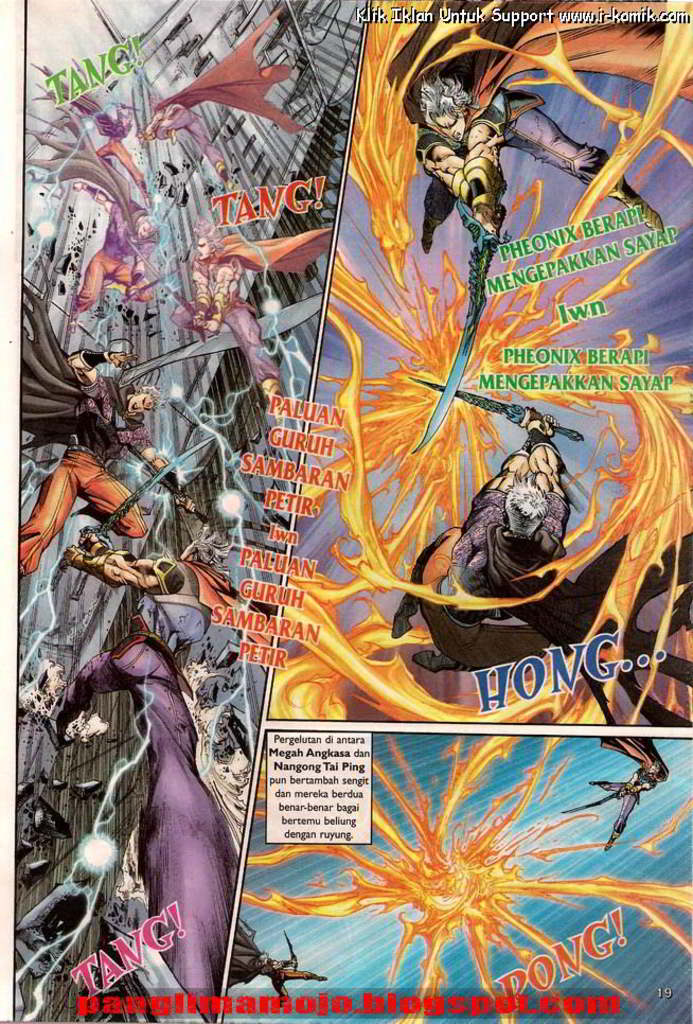 Klik Iklan Untuk Support www.i-komik.com
TANG!
TANG!
PALUAN
GURUH
SAMBARAN
PETIR
lwn
PALUAN
GURUH
SAMBARAN
PETIR
TANG!
PHEONIX BERAPI
MENGEPAKKAN SAYAP
lwn
PHEONIX BERAPI
MENGEPAKKAN SAYAP
HONG...
Pergelutan di antara
Megah Angkasa dan
Nangong Tai Ping
pun bertambah sengit
dan mereka berdua
benar-benar bagai
bertemu beliung
dengan ruyung.
PONG!
19
panglimamojo.blogspot.com